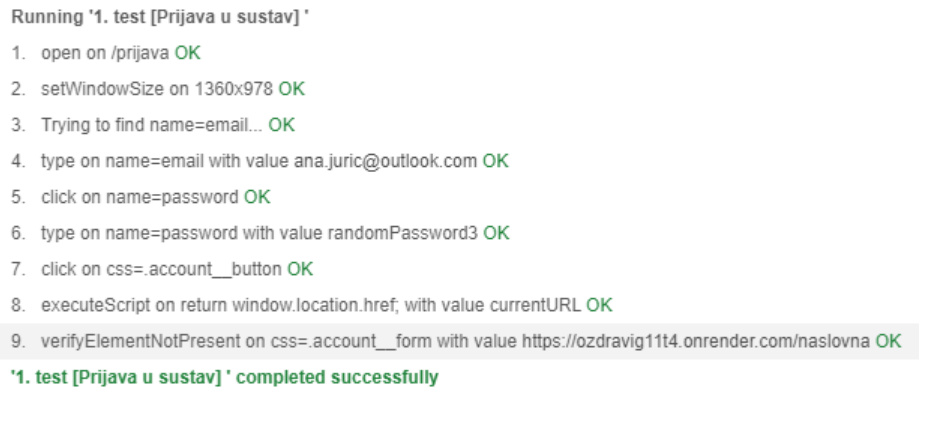 Running '1. test [Prijava u sustav] '
1. open on /prijava OK
2. setWindowSize on 1360x978 OK
3. Trying to find name=email... OK
4. type on name=email with value ana.juric@outlook.com OK
5. click on name=password OK
6. type on name=password with value randomPassword3 OK
7. click on css=.account__button OK
8. executeScript on return window.location.href; with value currentURL OK
9. verifyElementNotPresent on css=.account__form with value https://ozdravig11t4.onrender.com/naslovna OK
'1. test [Prijava u sustav] ' completed successfully